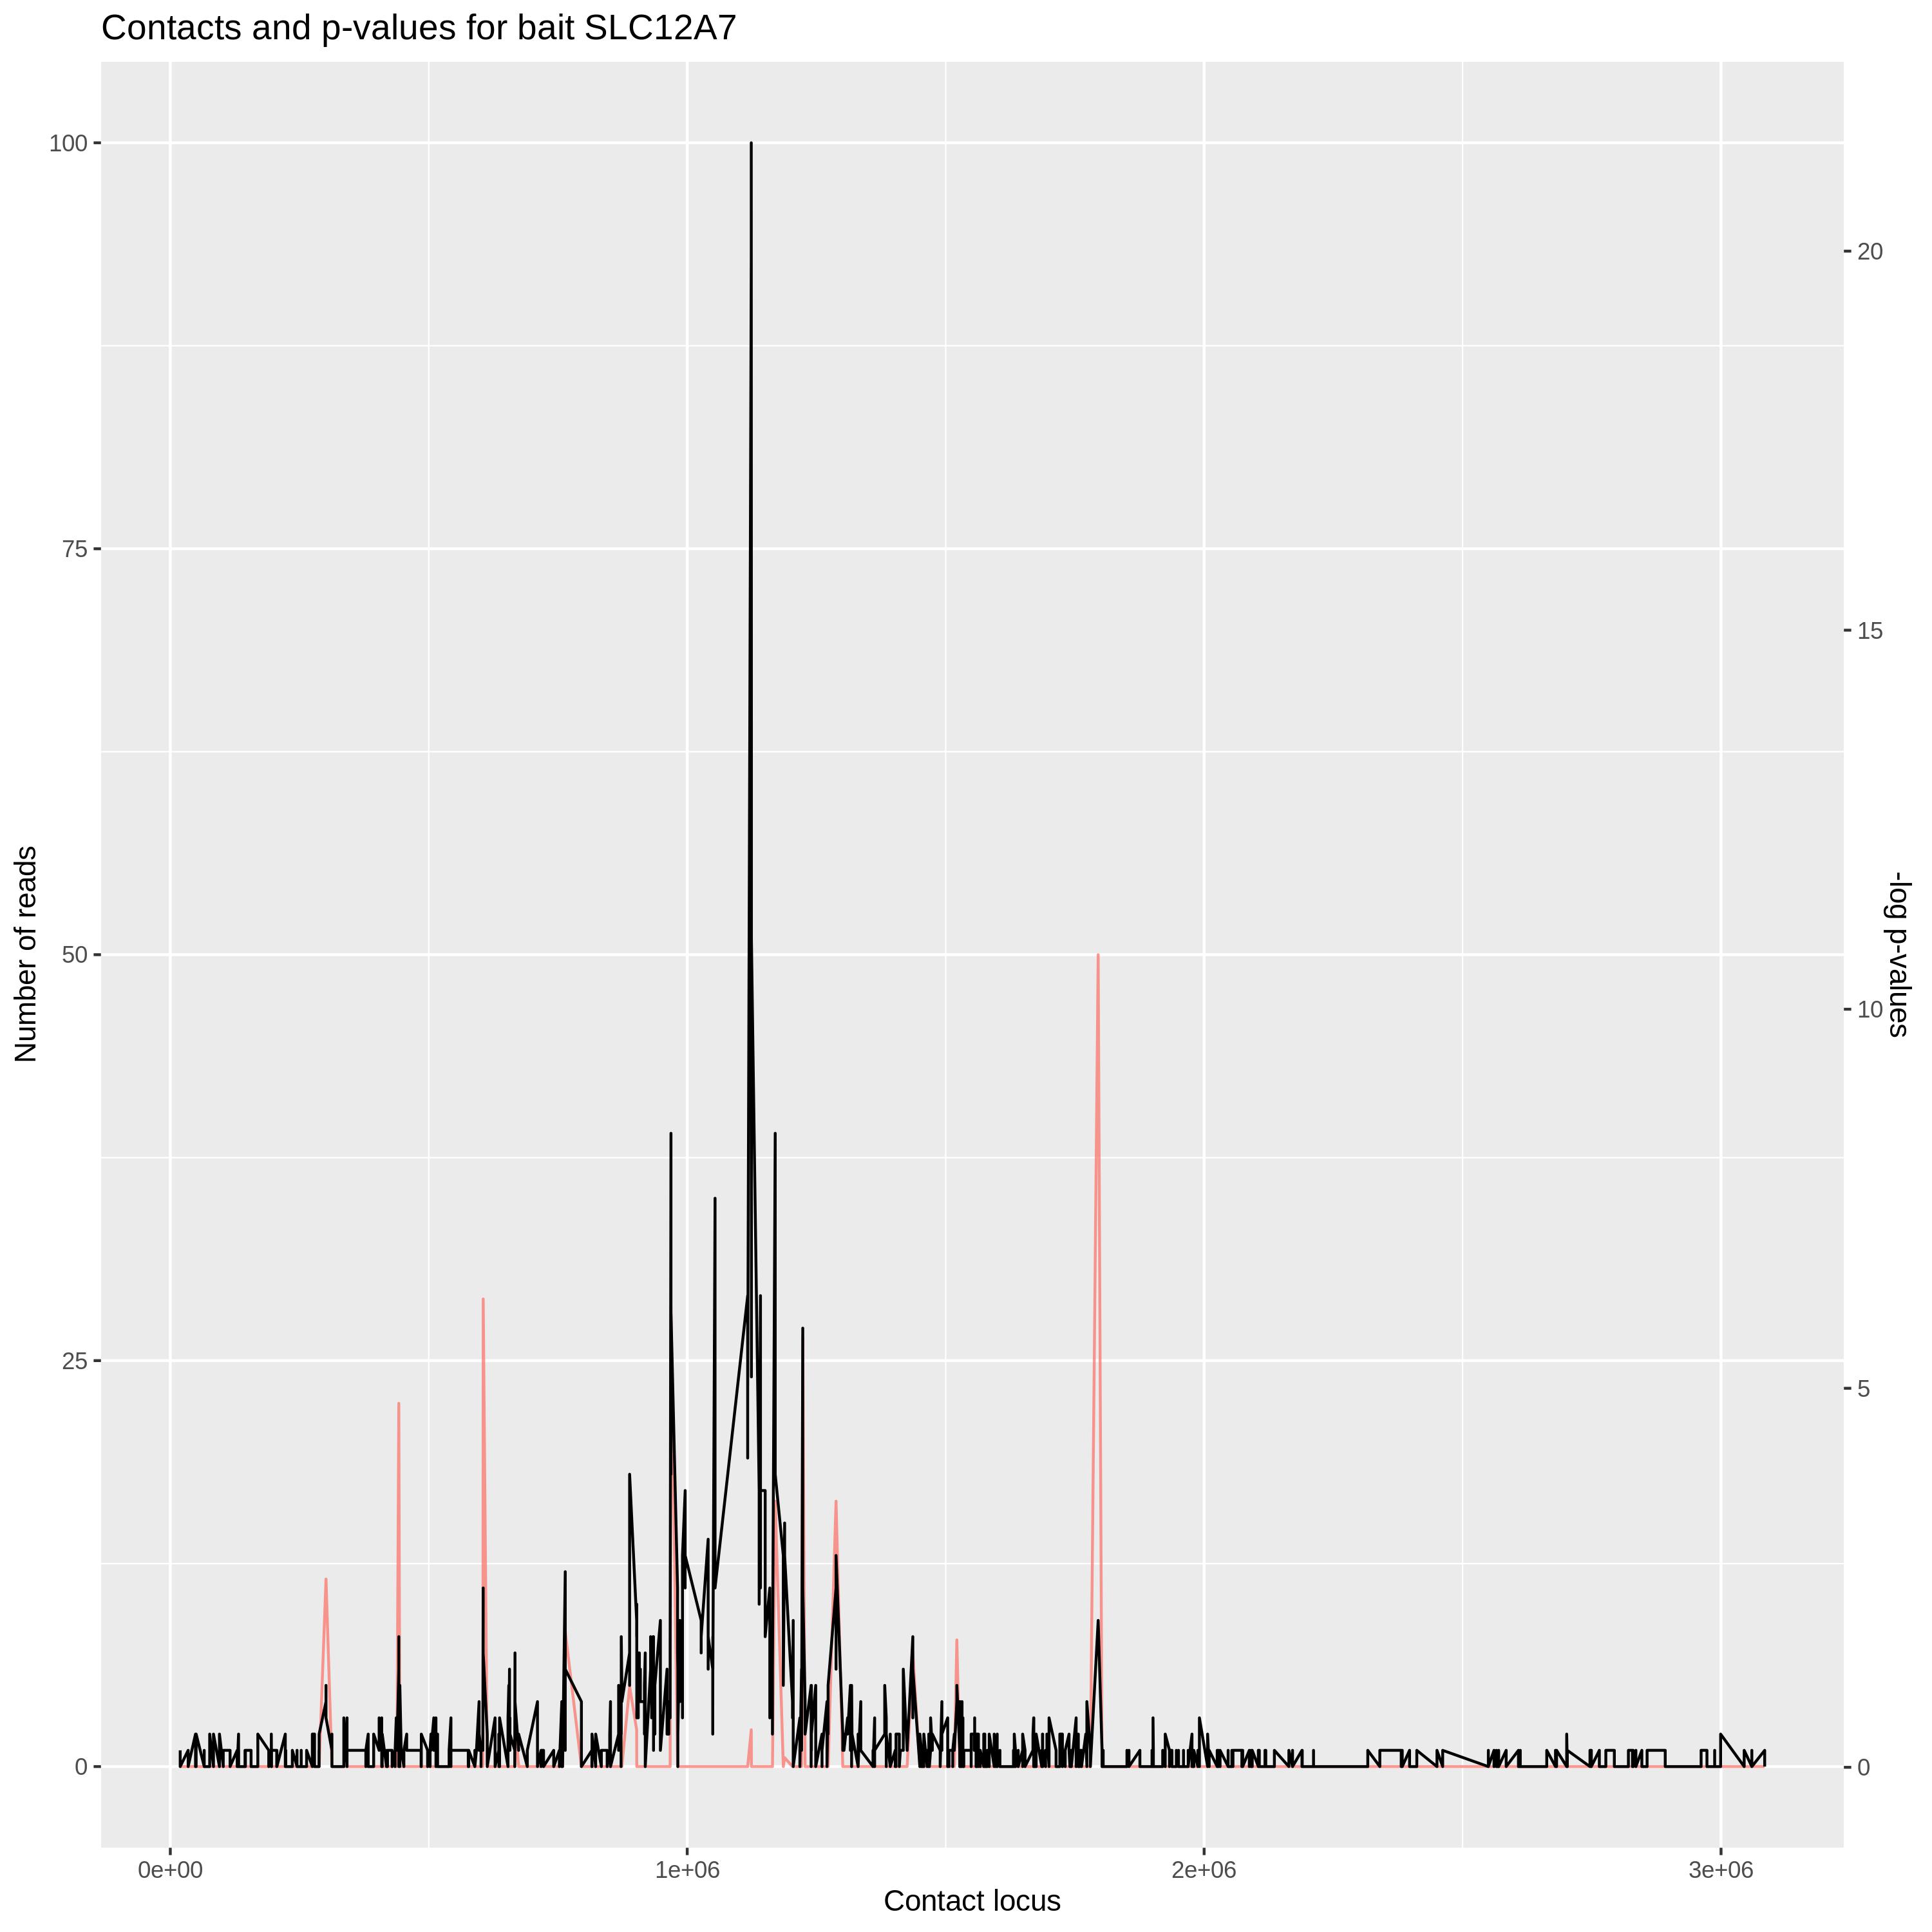 Contacts and p-values for bait SLC12A7
100
75
50
25
0
Number of reads
20
15
10
5
0
-log p-values
0e+00
1e+06
2e+06
3e+06
Contact locus